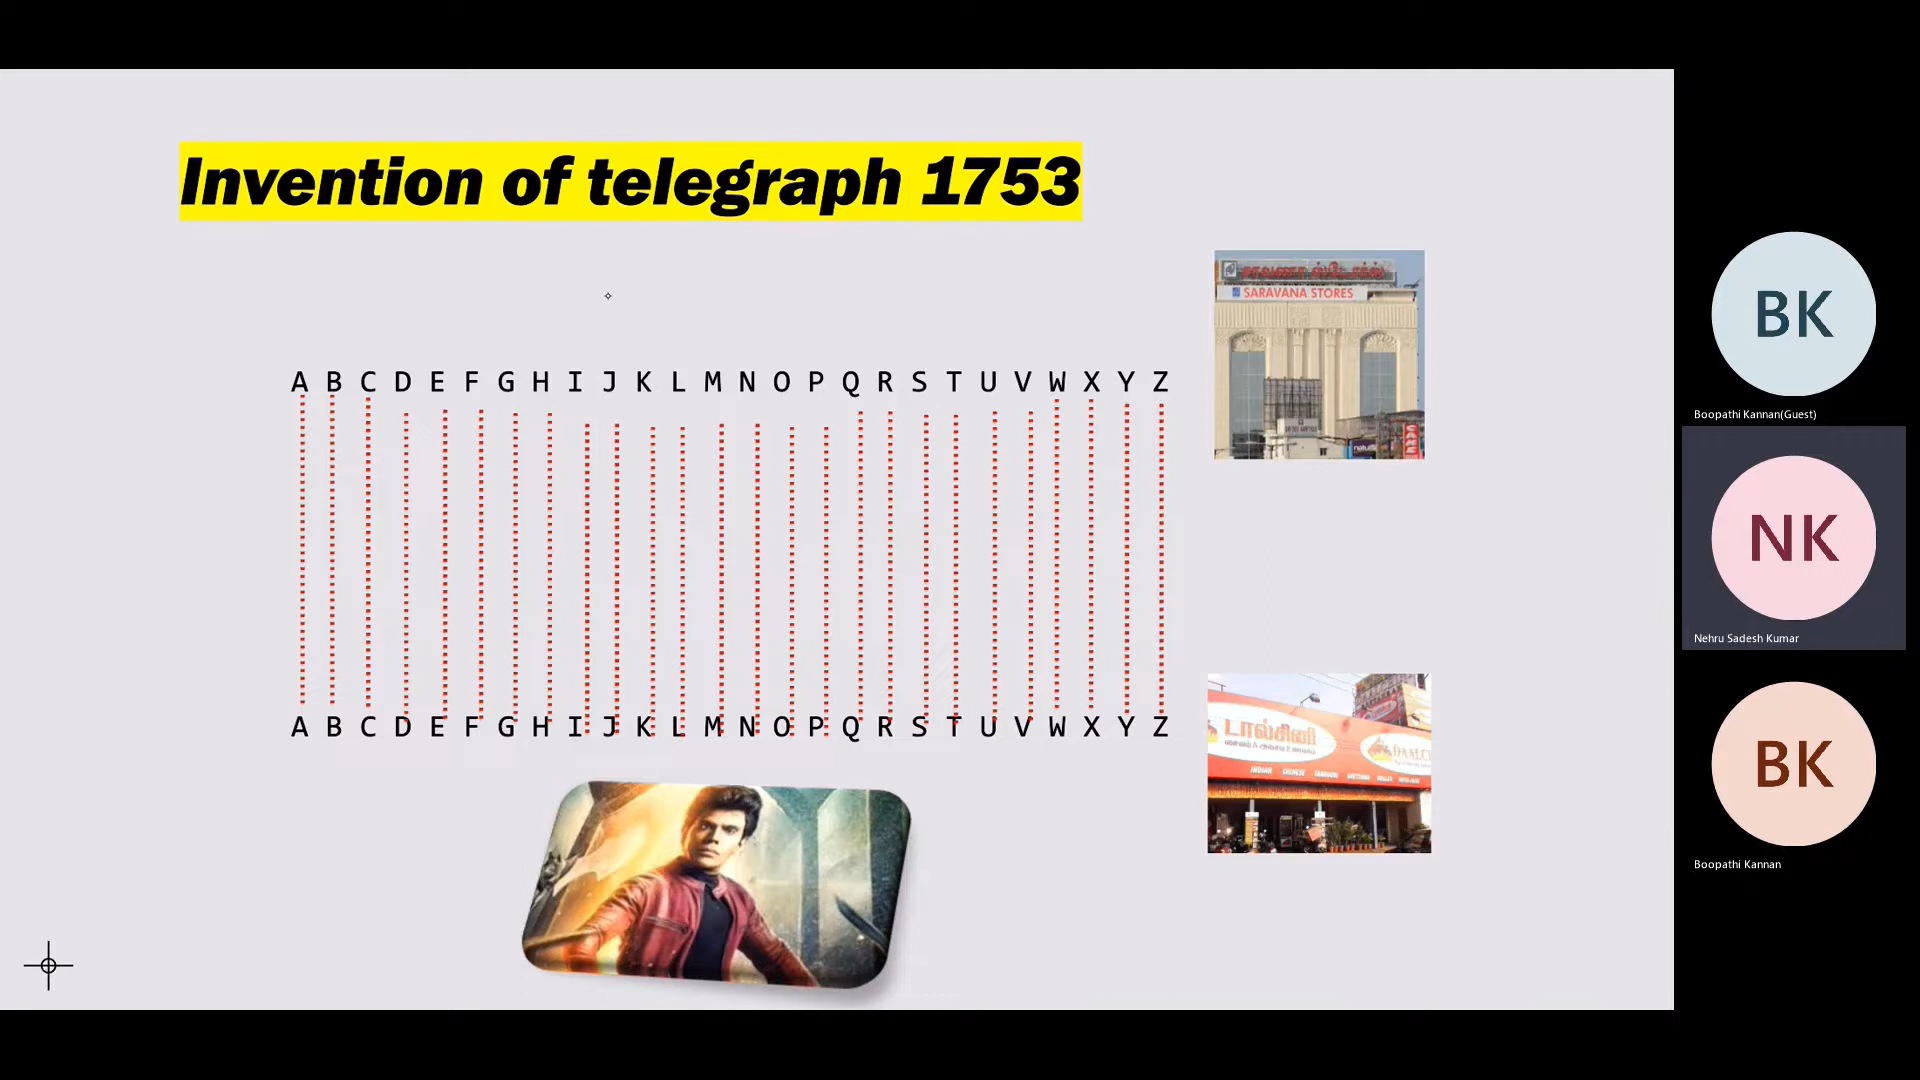 Invention of telegraph 1753
SARAVANA STORES
A B C D E F G H I J K L M N O P Q R S T U V W X Y Z
A B C D E F G H I J K L M N O P Q R S T U V W X Y Z
டால்சினி
BK
Boopathi Kannan(Guest)
NK
Nehru Sadesh Kumar
BK
Boopathi Kannan